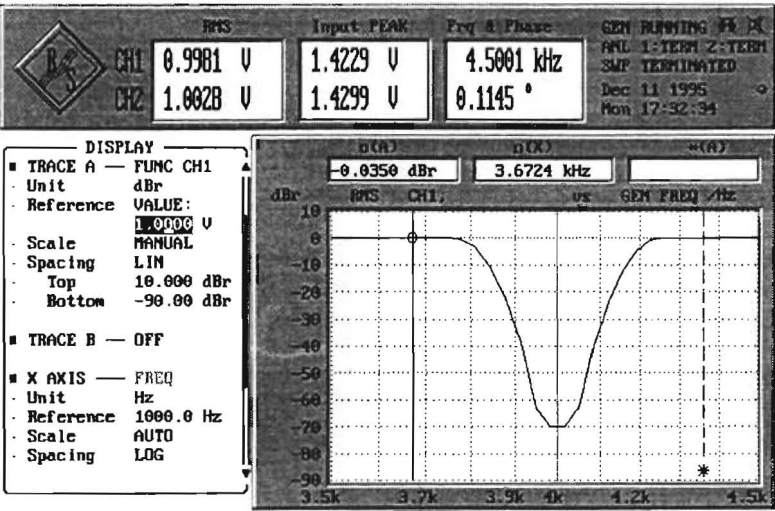 RMS Input PEAK Frq & Phase
R S
CH1 0.9981 V 1.4229 V 4.5001 kHz
CH2 1.0028 V 1.4299 V 0.1145 °
GEN RUNNING
ANL 1:TERM 2:TERM
SWP TERMINATED
Dec 11 1995
Mon 17:32:34
DISPLAY
TRACE A — FUNC CH1
Unit dBr
Reference VALUE:
1.0000 V
Scale MANUAL
Spacing LIN
Top 10.000 dBr
Bottom -90.00 dBr
TRACE B — OFF
X AXIS — FREQ
Unit Hz
Reference 1000.0 Hz
Scale AUTO
Spacing LOG
o(A) o(X) *(A)
-0.0350 dBr 3.6724 kHz
dBr RMS CH1, vs GEN FREQ /Hz
10
0
-10
-20
-30
-40
-50
-60
-70
-80
-90
3.5k 3.7k 3.9k 4k 4.2k 4.5k